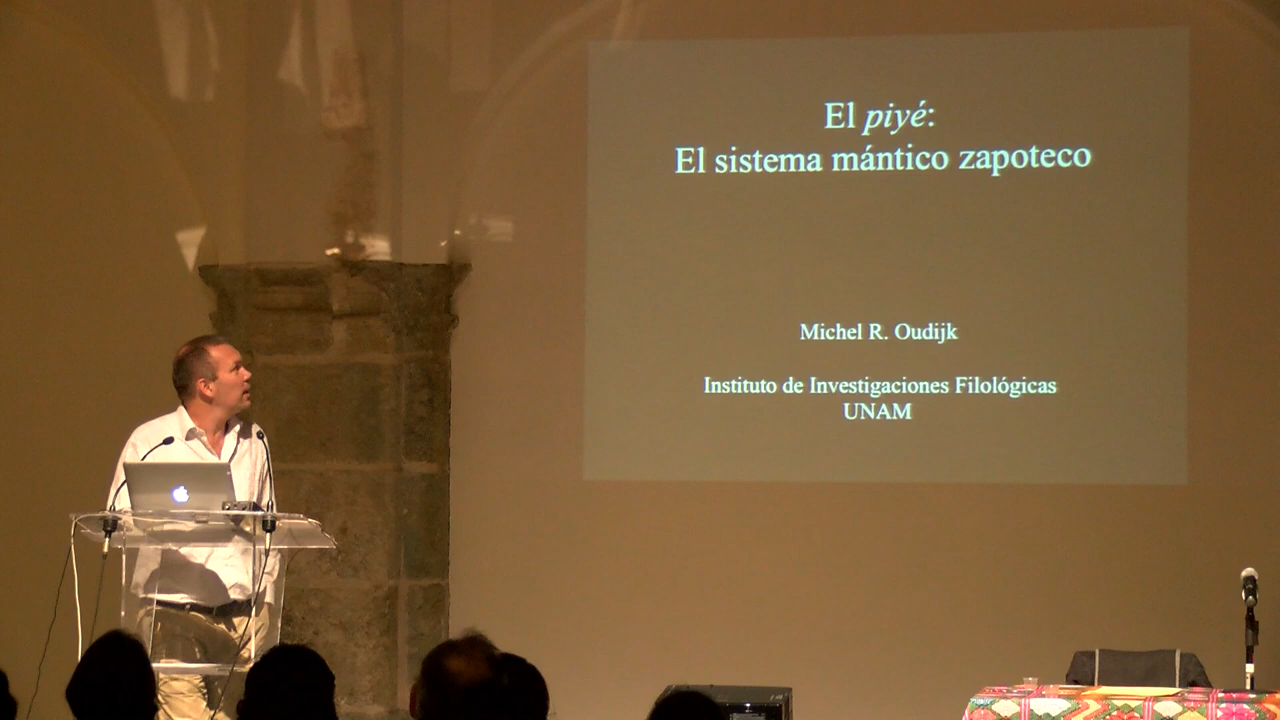 El piyé:
El sistema mántico zapoteco
Michel R. Oudijk
Instituto de Investigaciones Filológicas
UNAM